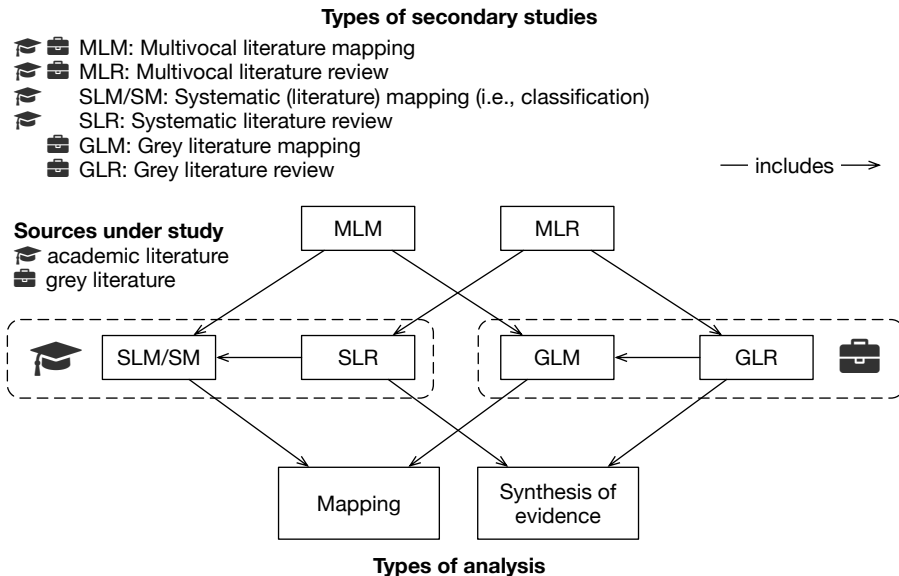 Types of secondary studies
MLM: Multivocal literature mapping
MLR: Multivocal literature review
SLM/SM: Systematic (literature) mapping (i.e., classification)
SLR: Systematic literature review
GLM: Grey literature mapping
GLR: Grey literature review
includes
Sources under study
academic literature
grey literature
MLM
MLR
SLM/SM
SLR
GLM
GLR
Mapping
Synthesis of
evidence
Types of analysis